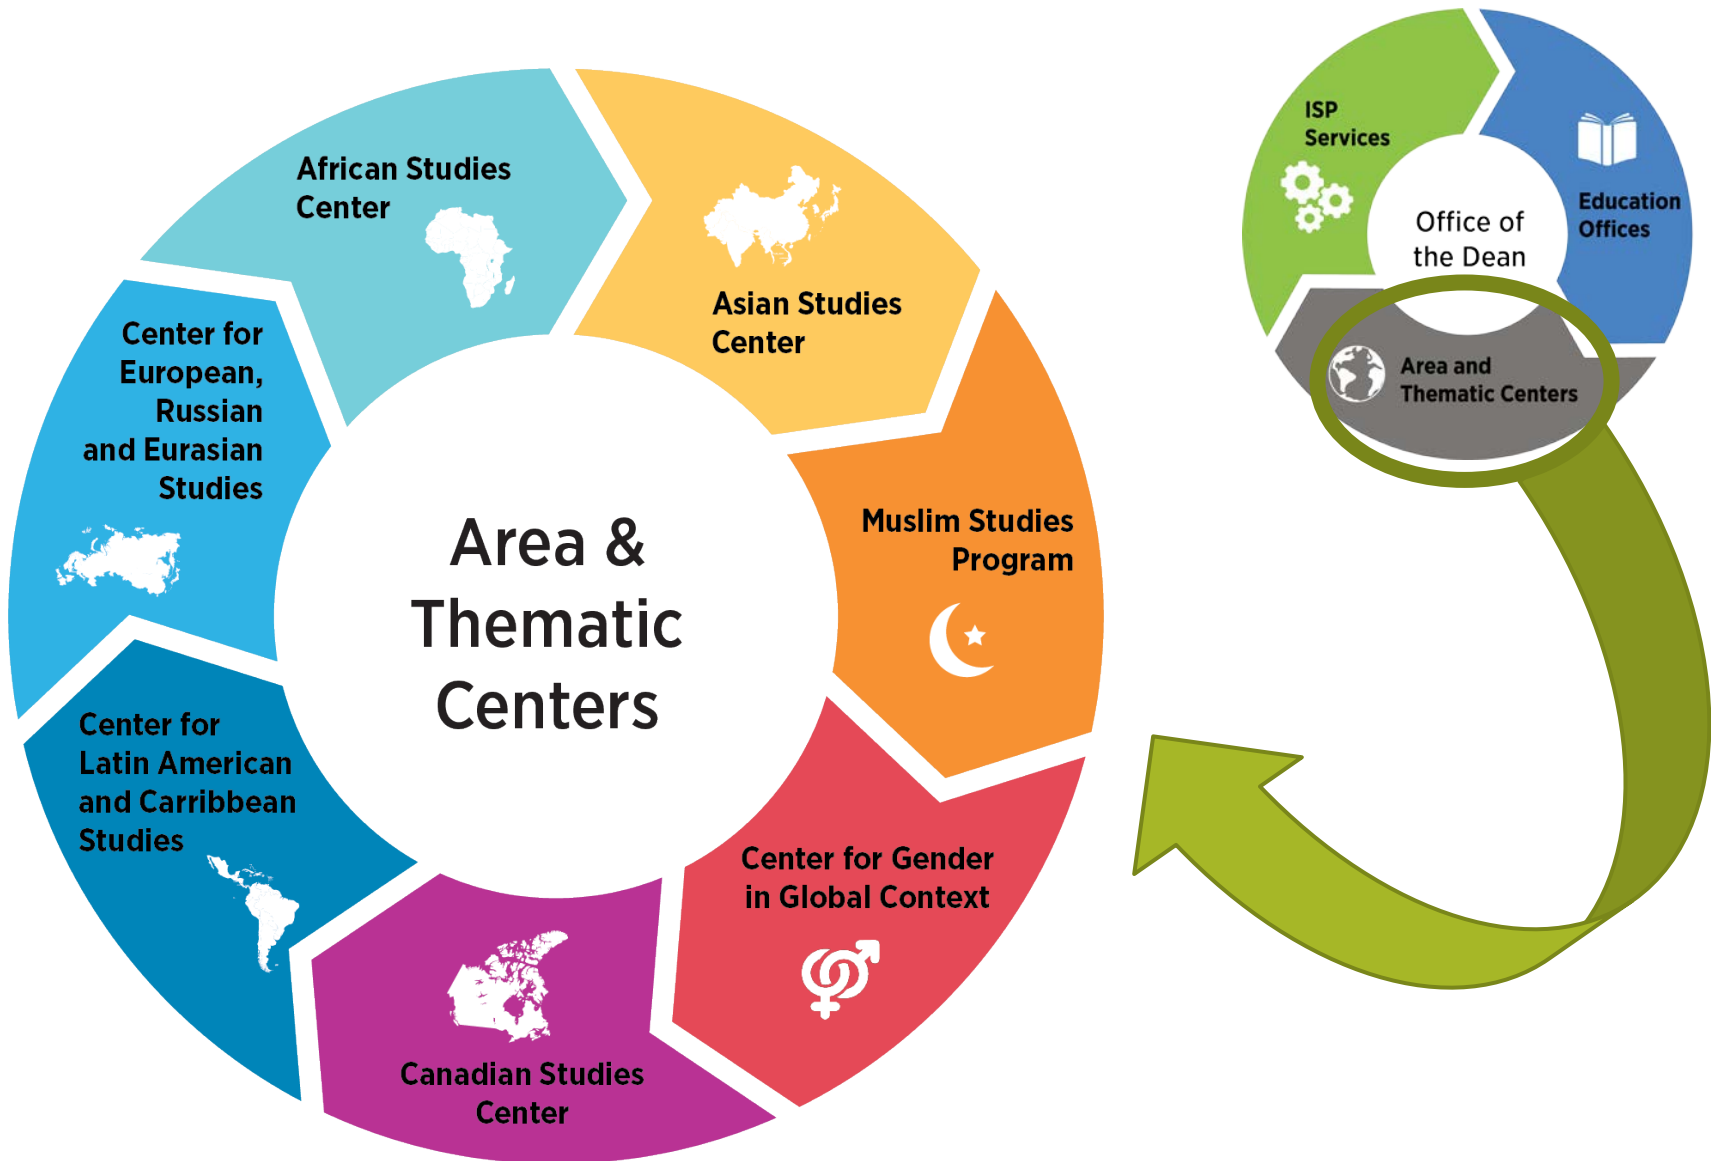 African Studies
Center
Asian Studies
Center
Muslim Studies
Program
Center for Gender
in Global Context
Canadian Studies
Center
Center for
Latin American
and Carribbean
Studies
Center for
European,
Russian
and Eurasian
Studies
Area &
Thematic
Centers
ISP
Services
Education
Offices
Office of
the Dean
Area and
Thematic Centers